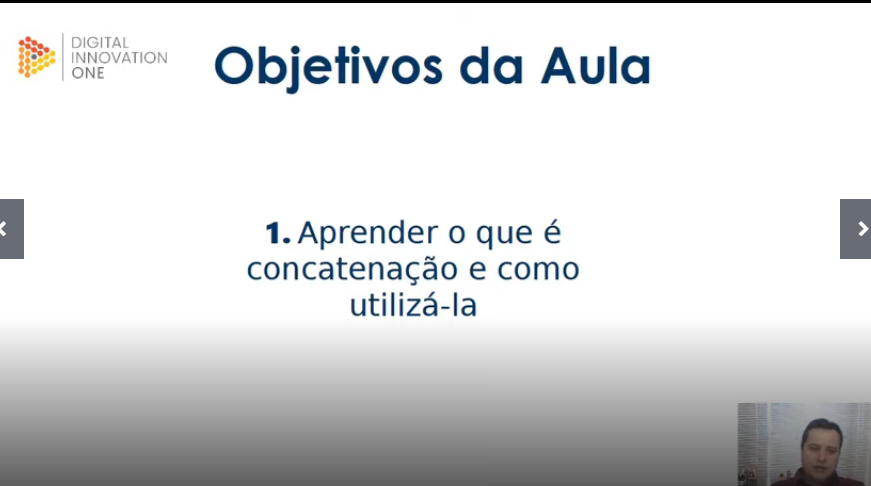 DIGITAL
INNOVATION
ONE
Objetivos da Aula
1. Aprender o que é
concatenação e como
utilizá-la